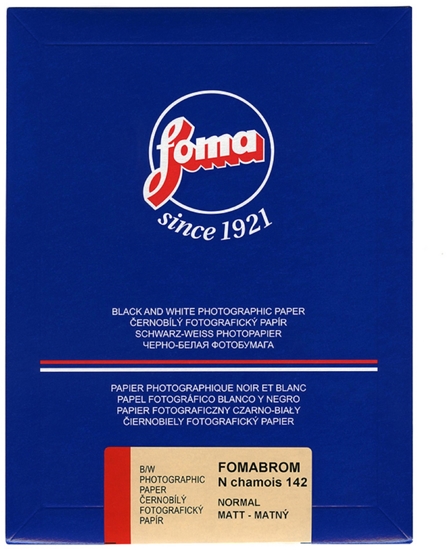 foma
since 1921
BLACK AND WHITE PHOTOGRAPHIC PAPER
ČERNOBÍLÝ FOTOGRAFICKÝ PAPÍR
SCHWARZ-WEISS PHOTOPAPIER
ЧЕРНО-БЕЛАЯ ФОТОБУМАГА
PAPIER PHOTOGRAPHIQUE NOIR ET BLANC
PAPEL FOTOGRÁFICO BLANCO Y NEGRO
PAPIER FOTOGRAFICZNY CZARNO-BIAŁY
ČIERNOBIELY FOTOGRAFICKÝ PAPIER
B/W
PHOTOGRAPHIC
PAPER
ČERNOBÍLÝ
FOTOGRAFICKÝ
PAPÍR
FOMABROM
N chamois 142
NORMAL
MATT - MATNÝ